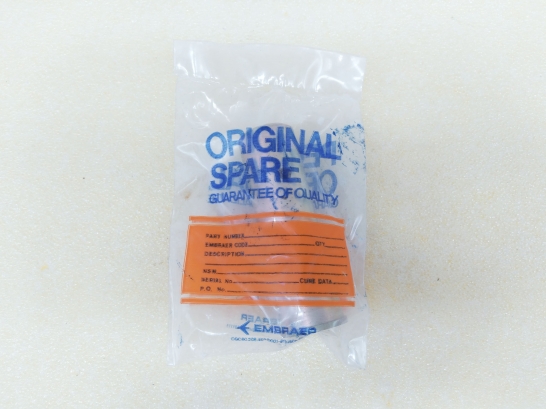 ORIGINAL
SPARE
GUARANTEE OF QUALITY
PART NUMBER
EMBRAER CODE QTY
DESCRIPTION
SERIAL No. CURE DATA
P.O. No.
EMBRAER